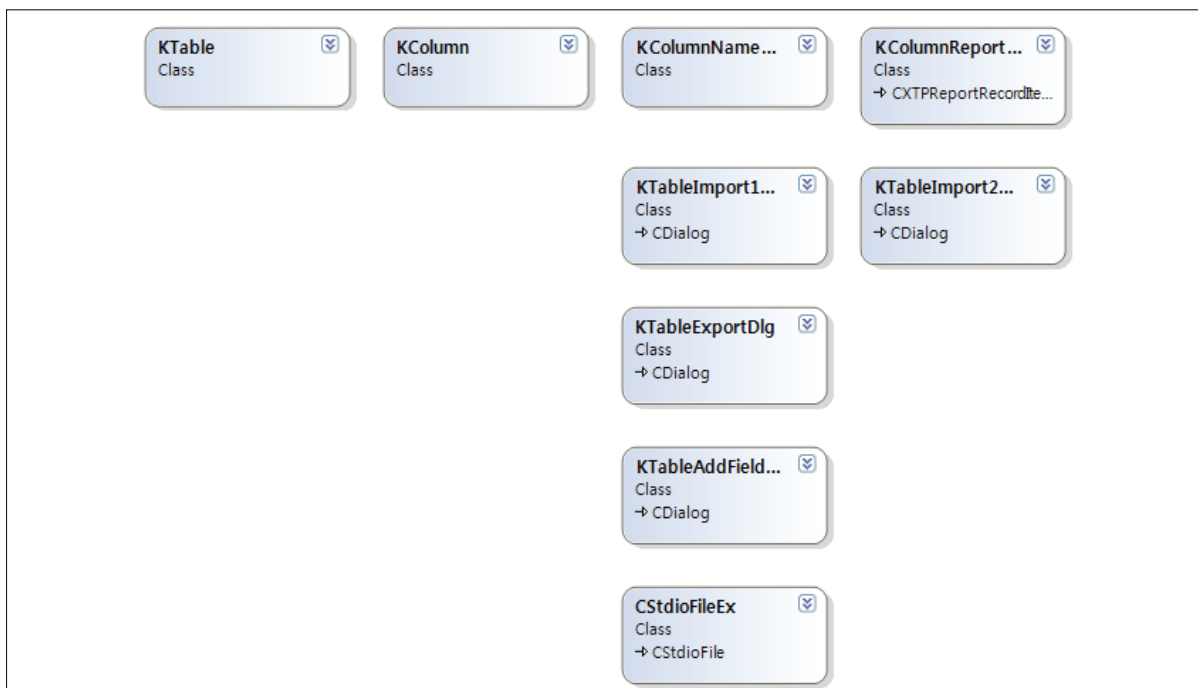 KTable
Class
KColumn
Class
KColumnName...
Class
KColumnReport...
Class
CXTPReportRecordIte...
KTableImport1...
Class
CDialog
KTableImport2...
Class
CDialog
KTableExportDlg
Class
CDialog
KTableAddField...
Class
CDialog
CStdioFileEx
Class
CStdioFile